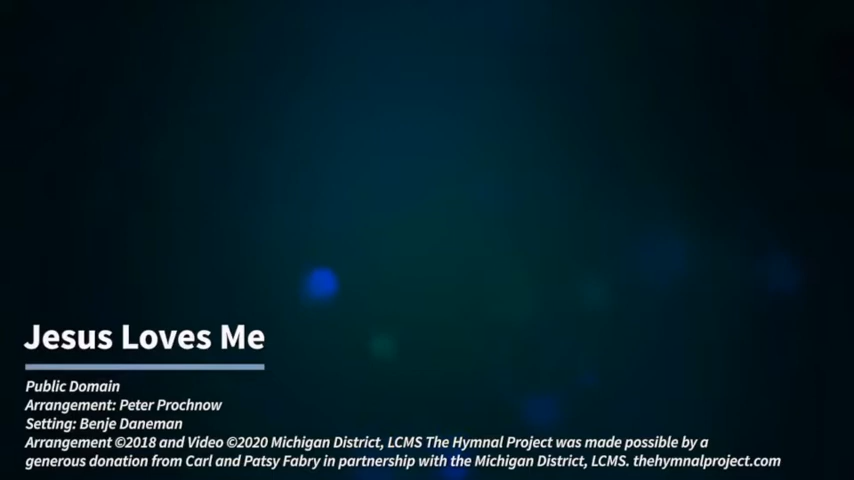 Jesus Loves Me
Public Domain
Arrangement: Peter Prochnow
Setting: Benje Daneman
Arrangement ©2018 and Video ©2020 Michigan District, LCMS The Hymnal Project was made possible by a
generous donation from Carl and Patsy Fabry in partnership with the Michigan District, LCMS. thehymnalproject.com